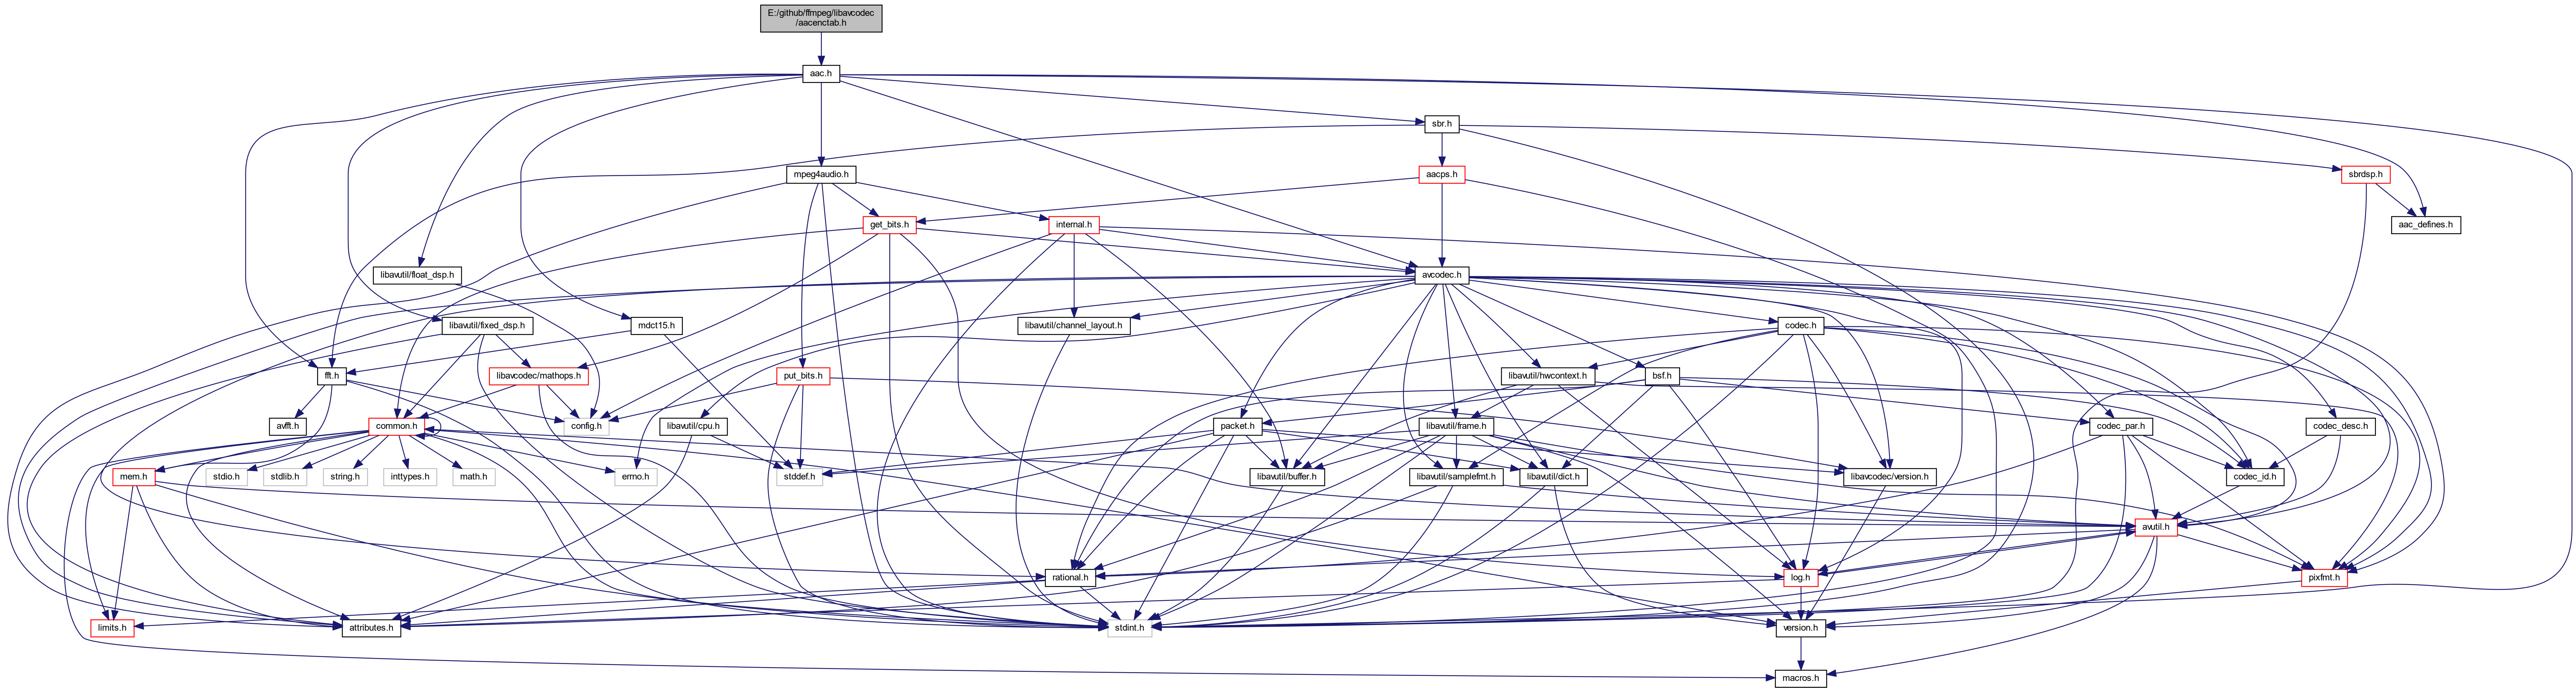 E:/github/ffmpeg/libavcodec
/aacenctab.h
aac.h
sbr.h
mpeg4audio.h
aacps.h
sbrdsp.h
get_bits.h
internal.h
aac_defines.h
libavutil/float_dsp.h
avcodec.h
libavutil/fixed_dsp.h
mdct15.h
libavutil/channel_layout.h
codec.h
fft.h
libavcodec/mathops.h
put_bits.h
libavutil/hwcontext.h
bsf.h
avfft.h
common.h
config.h
libavutil/cpu.h
packet.h
libavutil/frame.h
codec_par.h
codec_desc.h
mem.h
stdio.h
stdlib.h
string.h
inttypes.h
math.h
errno.h
stddef.h
libavutil/buffer.h
libavutil/samplefmt.h
libavutil/dict.h
libavcodec/version.h
codec_id.h
avutil.h
rational.h
log.h
pixfmt.h
limits.h
attributes.h
stdint.h
version.h
macros.h